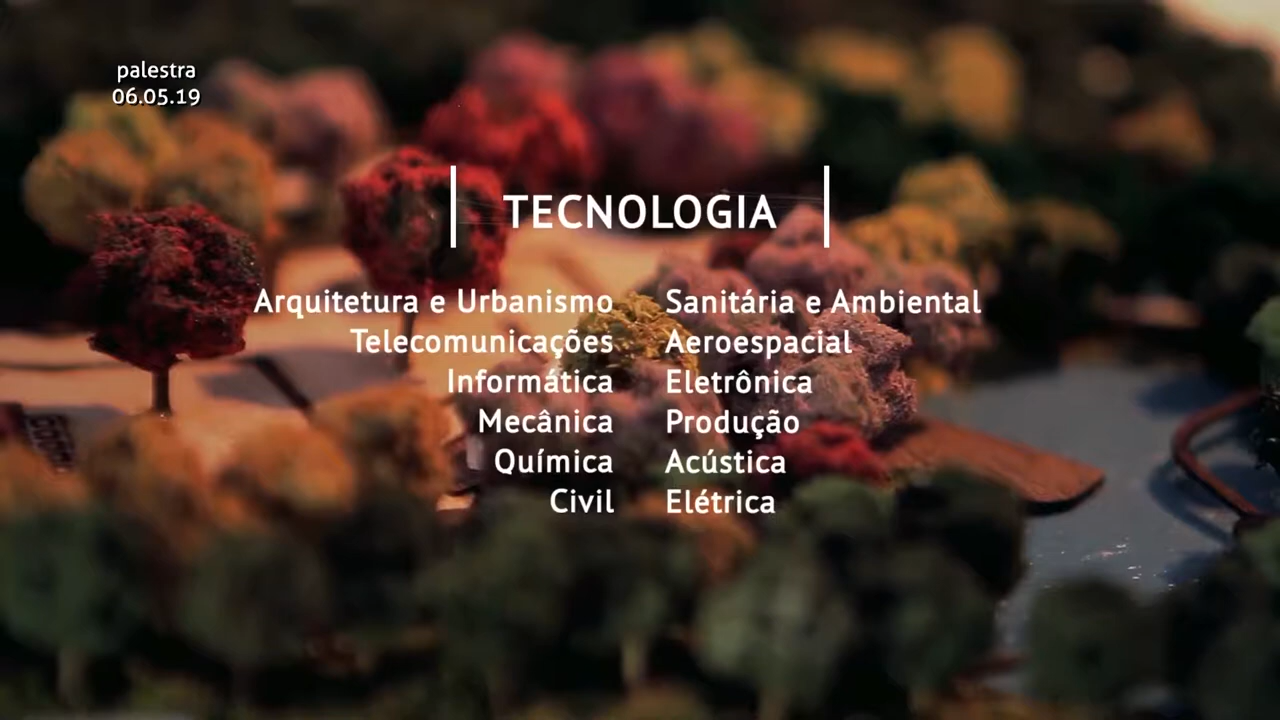 palestra
06.05.19
TECNOLOGIA
Arquitetura e Urbanismo
Telecomunicações
Informática
Mecânica
Química
Civil
Sanitária e Ambiental
Aeroespacial
Eletrônica
Produção
Acústica
Elétrica